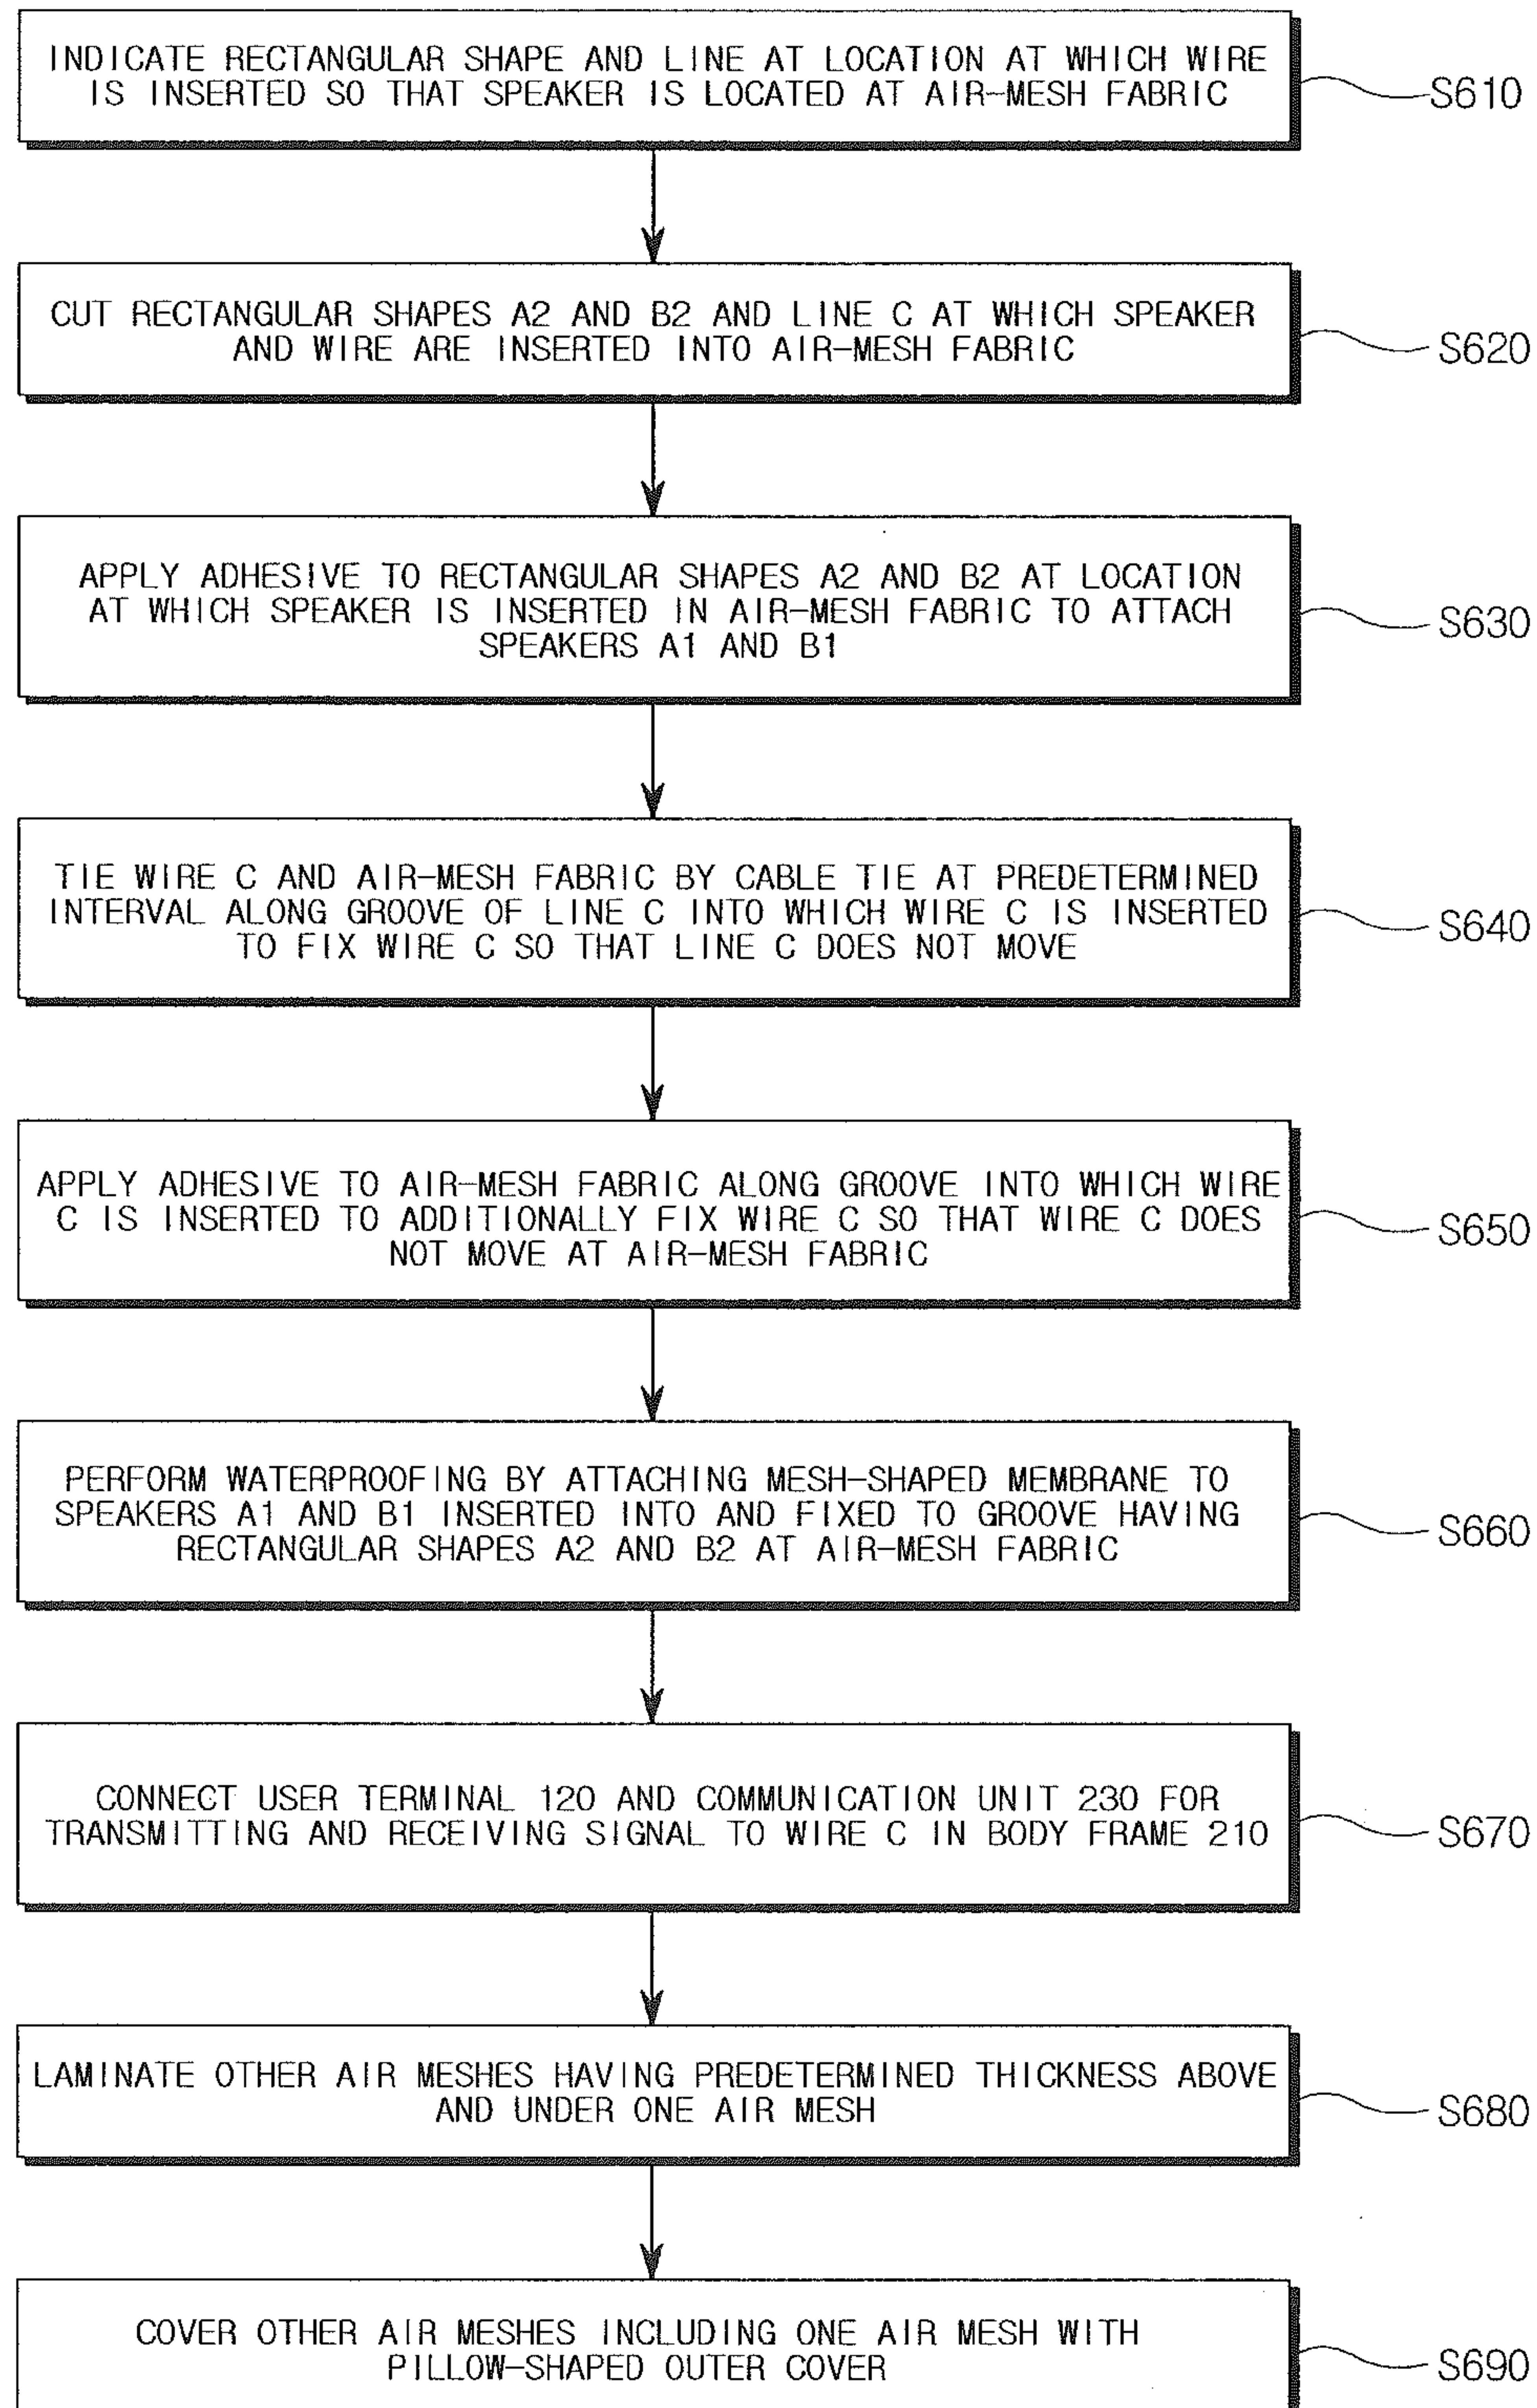 INDICATE RECTANGULAR SHAPE AND LINE AT LOCATION AT WHICH WIRE
IS INSERTED SO THAT SPEAKER IS LOCATED AT AIR-MESH FABRIC
S610
CUT RECTANGULAR SHAPES A2 AND B2 AND LINE C AT WHICH SPEAKER
AND WIRE ARE INSERTED INTO AIR-MESH FABRIC
S620
APPLY ADHESIVE TO RECTANGULAR SHAPES A2 AND B2 AT LOCATION
AT WHICH SPEAKER IS INSERTED IN AIR-MESH FABRIC TO ATTACH
SPEAKERS A1 AND B1
S630
TIE WIRE C AND AIR-MESH FABRIC BY CABLE TIE AT PREDETERMINED
INTERVAL ALONG GROOVE OF LINE C INTO WHICH WIRE C IS INSERTED
TO FIX WIRE C SO THAT LINE C DOES NOT MOVE
S640
APPLY ADHESIVE TO AIR-MESH FABRIC ALONG GROOVE INTO WHICH WIRE
C IS INSERTED TO ADDITIONALLY FIX WIRE C SO THAT WIRE C DOES
NOT MOVE AT AIR-MESH FABRIC
S650
PERFORM WATERPROOFING BY ATTACHING MESH-SHAPED MEMBRANE TO
SPEAKERS A1 AND B1 INSERTED INTO AND FIXED TO GROOVE HAVING
RECTANGULAR SHAPES A2 AND B2 AT AIR-MESH FABRIC
S660
CONNECT USER TERMINAL 120 AND COMMUNICATION UNIT 230 FOR
TRANSMITTING AND RECEIVING SIGNAL TO WIRE C IN BODY FRAME 210
S670
LAMINATE OTHER AIR MESHES HAVING PREDETERMINED THICKNESS ABOVE
AND UNDER ONE AIR MESH
S680
COVER OTHER AIR MESHES INCLUDING ONE AIR MESH WITH
PILLOW-SHAPED OUTER COVER
S690